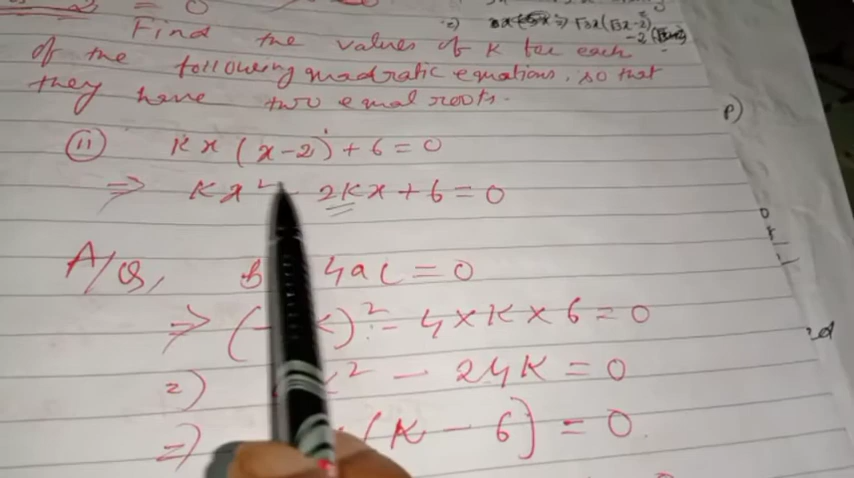 = 0
Find the values of K for each
of the following quadratic equations, so that
they have two equal roots.
(ii) Kx (x-2) + 6 = 0
⇒ Kx² - 2Kx + 6 = 0
A/Q, 4ac = 0
⇒ (- K)² - 4 × K × 6 = 0
⇒ ² - 24K = 0
⇒ (K - 6) = 0